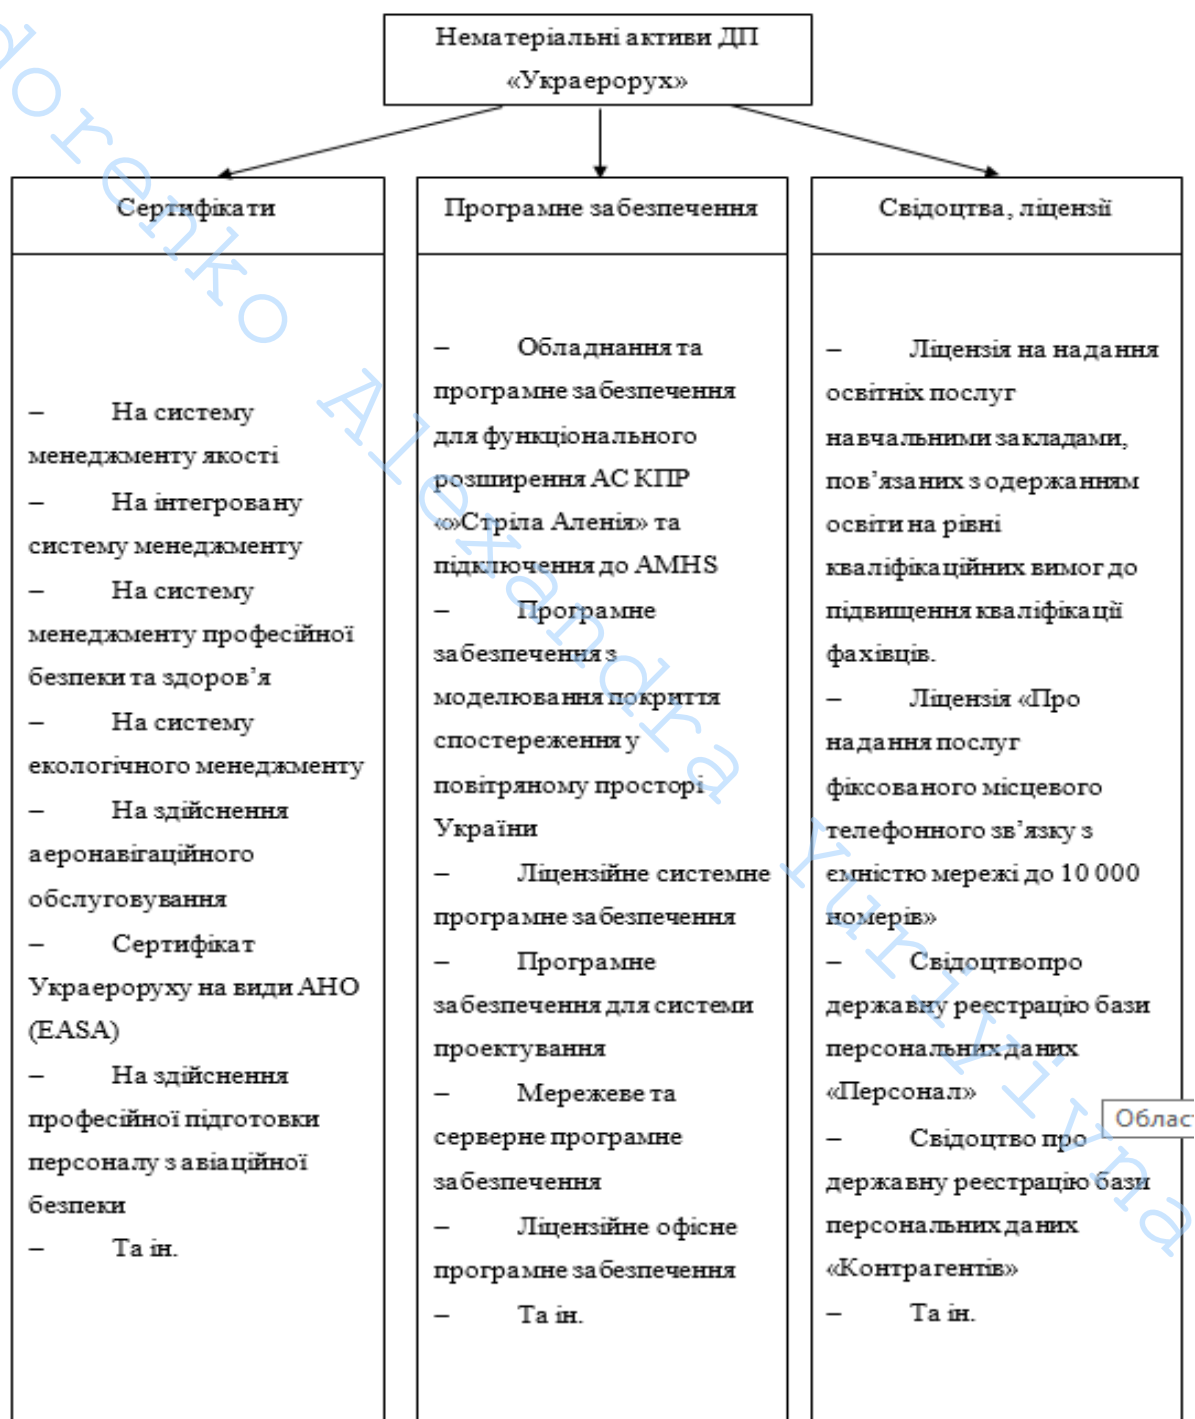 Нематеріальні активи ДП
«Украерорух»
Сертифікати
– На систему
менеджменту якості
– На інтегровану
систему менеджменту
– На систему
менеджменту професійної
безпеки та здоров’я
– На систему
екологічного менеджменту
– На здійснення
аеронавігаційного
обслуговування
– Сертифікат
Украероруху на види АНО
(EASA)
– На здійснення
професійної підготовки
персоналу з авіаційної
безпеки
– Та ін.
Програмне забезпечення
– Обладнання та
програмне забезпечення
для функціонального
розширення АС КПР
«»Стріла Аленія» та
підключення до AMHS
– Програмне
забезпечення з
моделювання покриття
спостереження у
повітряному просторі
України
– Ліцензійне системне
програмне забезпечення
– Програмне
забезпечення для системи
проектування
– Мережеве та
серверне програмне
забезпечення
– Ліцензійне офісне
програмне забезпечення
– Та ін.
Свідоцтва, ліцензії
– Ліцензія на надання
освітніх послуг
навчальними закладами,
пов’язаних з одержанням
освіти на рівні
кваліфікаційних вимог до
підвищення кваліфікації
фахівців.
– Ліцензія «Про
надання послуг
фіксованого місцевого
телефонного зв’язку з
ємністю мережі до 10 000
номерів»
– Свідоцтвопро
державну реєстрацію бази
персональних даних
«Персонал»
– Свідоцтво про
державну реєстрацію бази
персональних даних
«Контрагентів»
– Та ін.
Област
dorenko Alexandra Yuriyivna